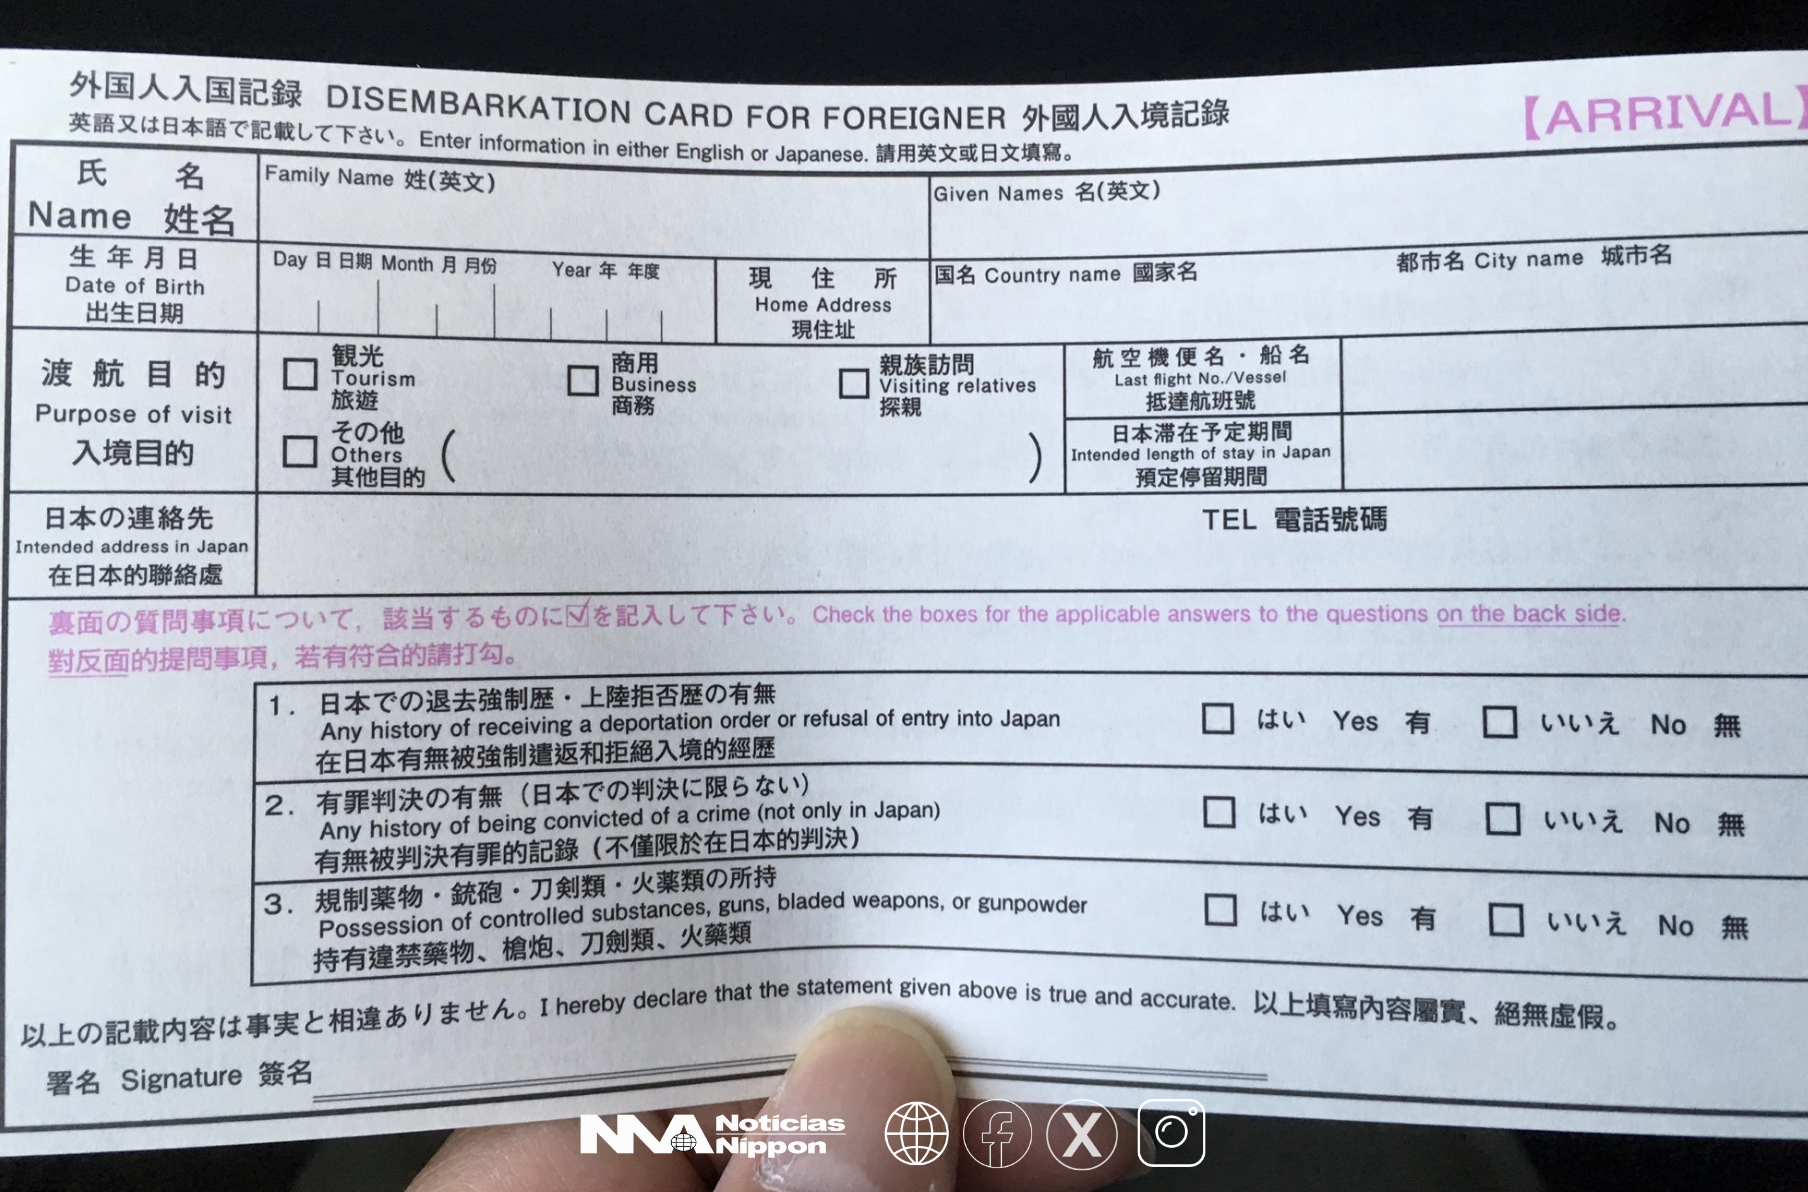 外国人入国記録 DISEMBARKATION CARD FOR FOREIGNER 外國人入境記錄
【ARRIVAL】
英語又は日本語で記載して下さい。Enter information in either English or Japanese. 請用英文或日文填寫。
氏 名
Name 姓名
Family Name 姓(英文)
Given Names 名(英文)
生年月日
Date of Birth
出生日期
Day 日 日期 Month 月 月份 Year 年 年度
現 住 所
Home Address
現住址
国名 Country name 國家名
都市名 City name 城市名
渡航目的
Purpose of visit
入境目的
観光
Tourism
旅遊
商用
Business
商務
親族訪問
Visiting relatives
探親
その他
Others
其他目的 ( )
航空機便名・船名
Last flight No./Vessel
抵達航班號
日本滞在予定期間
Intended length of stay in Japan
預定停留期間
日本の連絡先
Intended address in Japan
在日本的聯絡處
TEL 電話號碼
裏面の質問事項について，該当するものに☑を記入して下さい。Check the boxes for the applicable answers to the questions on the back side.
對反面的提問事項，若有符合的請打勾。
1. 日本での退去強制歴・上陸拒否歴の有無
Any history of receiving a deportation order or refusal of entry into Japan
在日本有無被強制遣返和拒絕入境的經歷
□ はい Yes 有 □ いいえ No 無
2. 有罪判決の有無（日本での判決に限らない）
Any history of being convicted of a crime (not only in Japan)
有無被判決有罪的記錄（不僅限於在日本的判決）
□ はい Yes 有 □ いいえ No 無
3. 規制薬物・銃砲・刀剣類・火薬類の所持
Possession of controlled substances, guns, bladed weapons, or gunpowder
持有違禁藥物、槍炮、刀劍類、火藥類
□ はい Yes 有 □ いいえ No 無
以上の記載内容は事実と相違ありません。I hereby declare that the statement given above is true and accurate. 以上填寫內容屬實、絕無虛假。
署名 Signature 簽名
NNA Notícias
Nippon